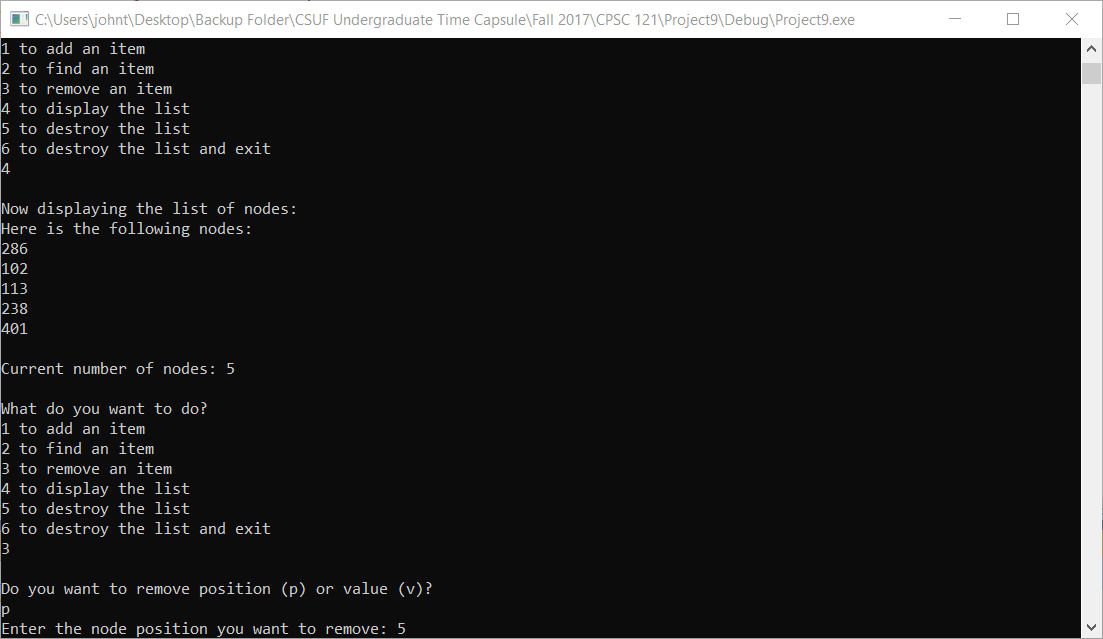 C:\Users\johnt\Desktop\Backup Folder\CSUF Undergraduate Time Capsule\Fall 2017\CPSC 121\Project9\Debug\Project9.exe
1 to add an item
2 to find an item
3 to remove an item
4 to display the list
5 to destroy the list
6 to destroy the list and exit
4
Now displaying the list of nodes:
Here is the following nodes:
286
102
113
238
401
Current number of nodes: 5
What do you want to do?
1 to add an item
2 to find an item
3 to remove an item
4 to display the list
5 to destroy the list
6 to destroy the list and exit
3
Do you want to remove position (p) or value (v)?
p
Enter the node position you want to remove: 5